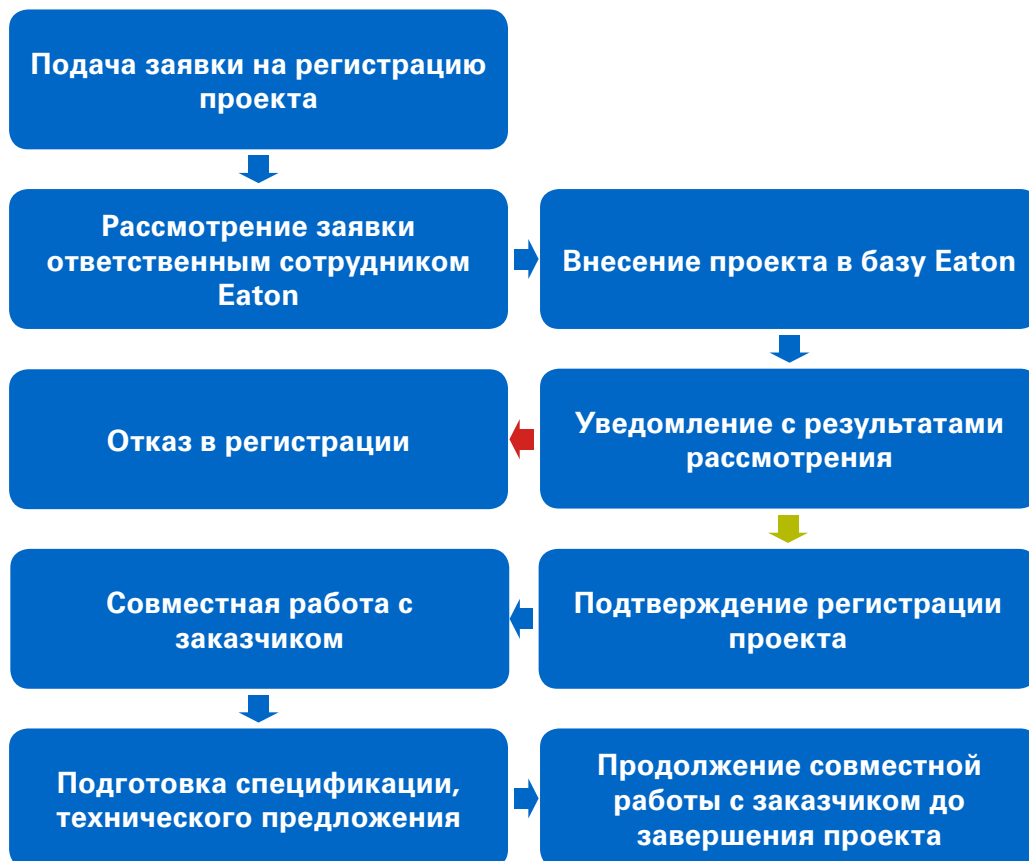 Подача заявки на регистрацию
проекта
Рассмотрение заявки
ответственным сотрудником
Eaton
Внесение проекта в базу Eaton
Уведомление с результатами
рассмотрения
Отказ в регистрации
Подтверждение регистрации
проекта
Совместная работа с
заказчиком
Подготовка спецификации,
технического предложения
Продолжение совместной
работы с заказчиком до
завершения проекта